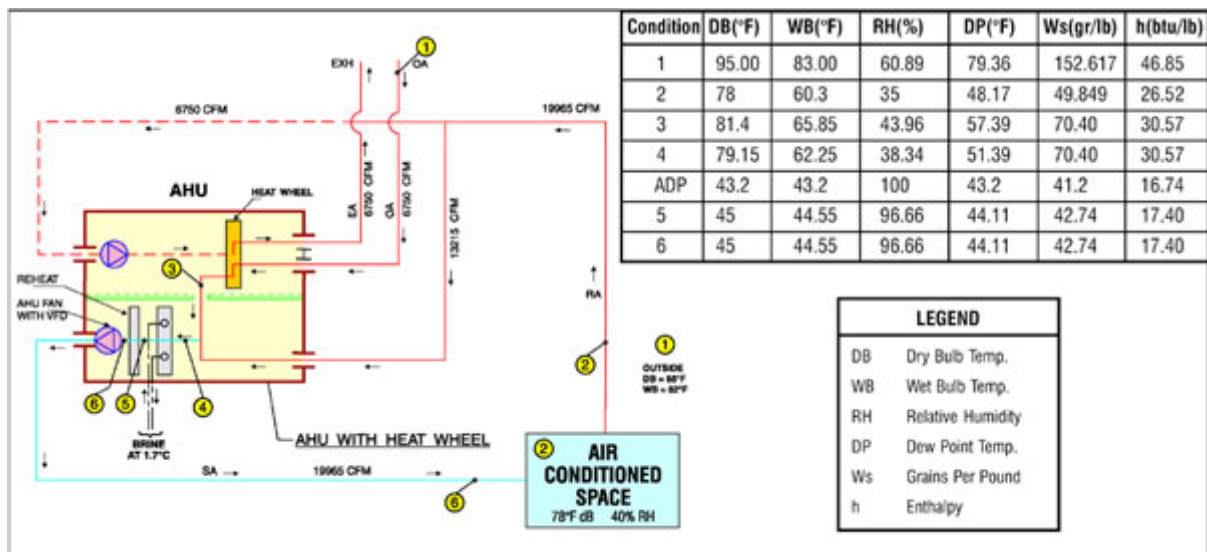 EXH
1
OA
6750 CFM
19965 CFM
AHU
HEAT WHEEL
EA
6750 CFM
OA
6750 CFM
13215 CFM
3
REHEAT
AHU FAN
WITH VFD
RA
2
6
5
4
BRINE
AT 1.7°C
AHU WITH HEAT WHEEL
SA
19965 CFM
6
1
OUTSIDE
WB = 82°F
2
AIR
CONDITIONED
SPACE
78°F dB 40% RH
Condition DB(°F) WB(°F) RH(%) DP(°F) Ws(gr/lb) h(btu/lb)
1 95.00 83.00 60.89 79.36 152.617 46.85
2 78 60.3 35 48.17 49.849 26.52
3 81.4 65.85 43.96 57.39 70.40 30.57
4 79.15 62.25 38.34 51.39 70.40 30.57
ADP 43.2 43.2 100 43.2 41.2 16.74
5 45 44.55 96.66 44.11 42.74 17.40
6 45 44.55 96.66 44.11 42.74 17.40
LEGEND
DB Dry Bulb Temp.
WB Wet Bulb Temp.
RH Relative Humidity
DP Dew Point Temp.
Ws Grains Per Pound
h Enthalpy